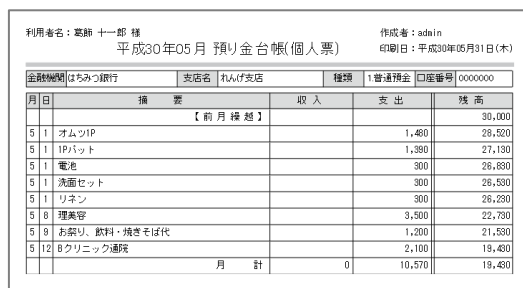 利用者名：葛飾 十一郎 様 作成者：admin
平成30年05月 預り金台帳(個人票) 印刷日：平成30年05月31日(木)
金融機関 はちみつ銀行 支店名 れんげ支店 種類 1.普通預金 口座番号 0000000
月 日 摘 要 収 入 支 出 残 高
【前月繰越】 30,000
5 1 オムツ1P 1,480 28,520
5 1 1Pパット 1,390 27,130
5 1 電池 300 26,830
5 1 洗面セット 300 26,530
5 1 リネン 300 26,230
5 8 理美容 3,500 22,730
5 9 お祭り、飲料・焼きそば代 1,200 21,530
5 12 Bクリニック通院 2,100 19,430
月 計 0 10,570 19,430